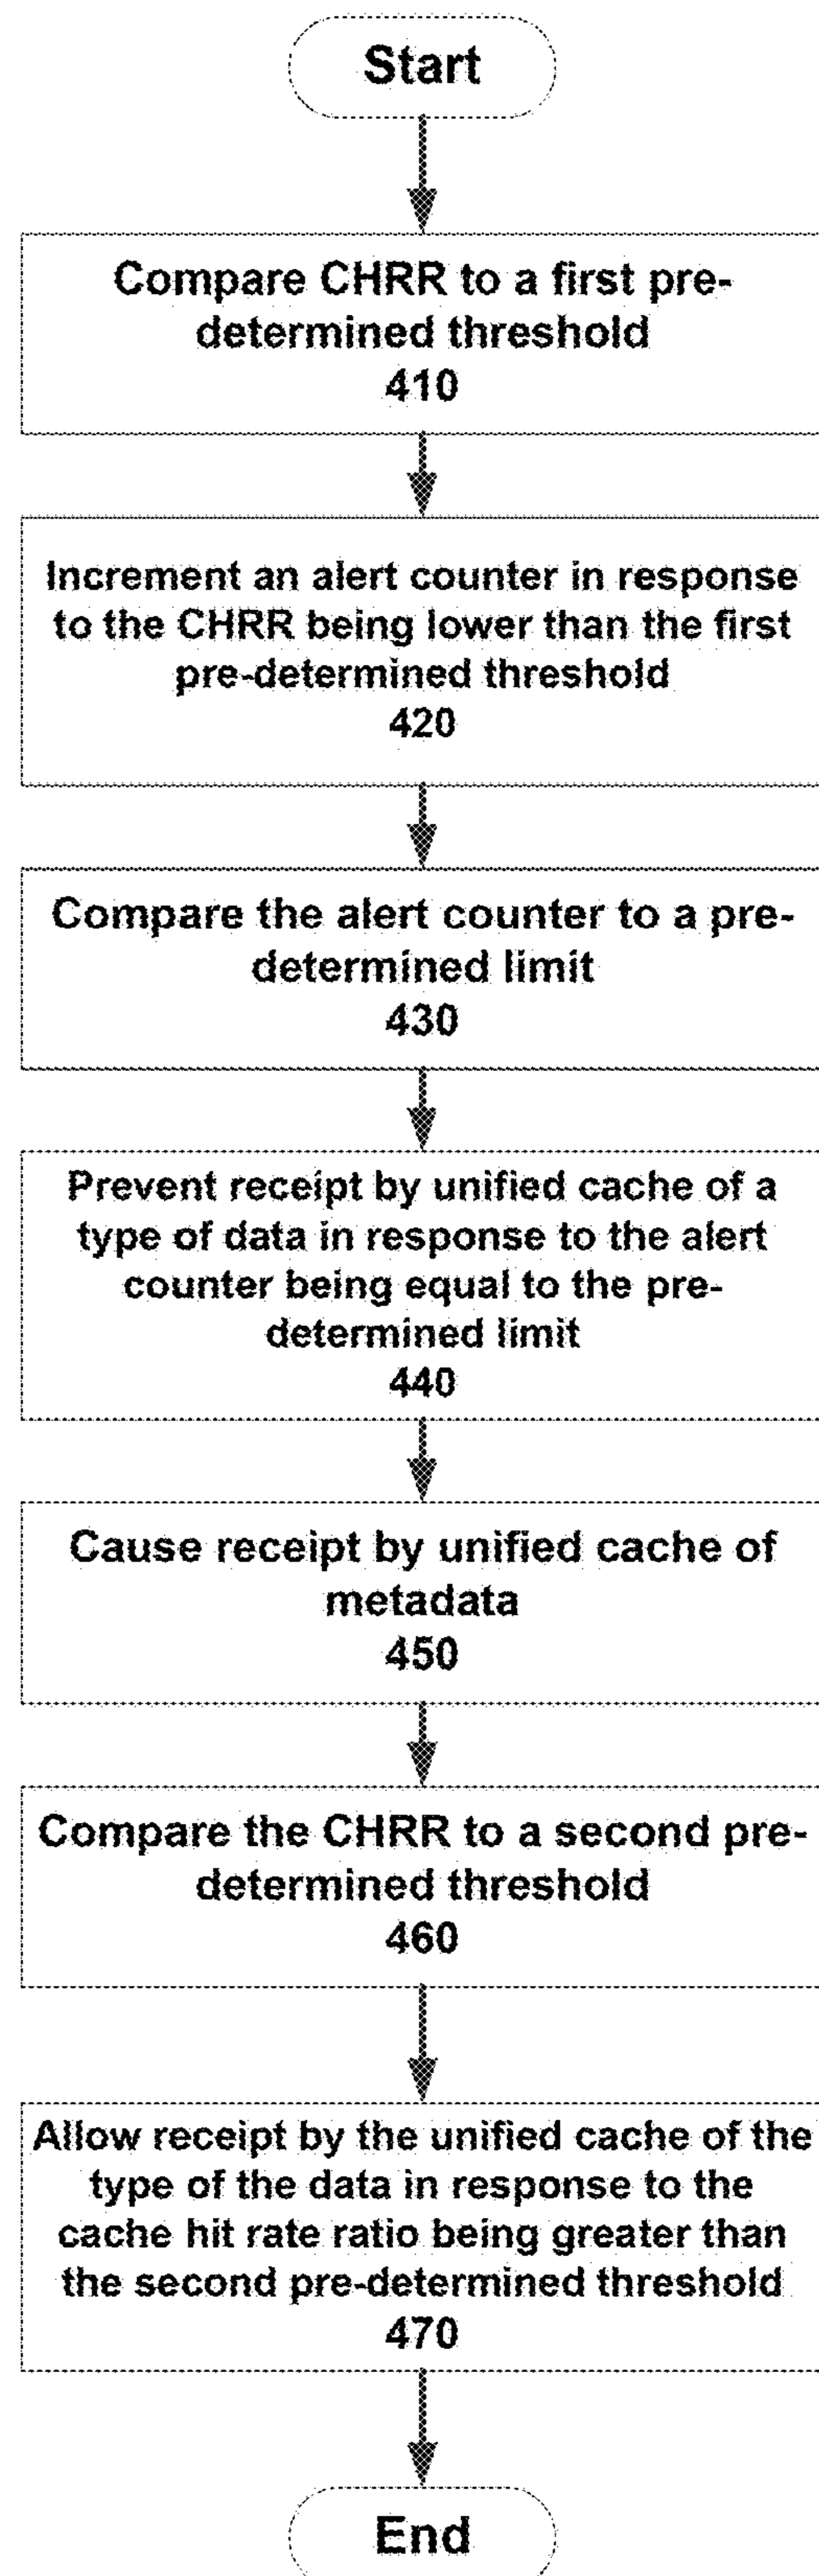 Start
Compare CHRR to a first pre-
determined threshold
410
Increment an alert counter in response
to the CHRR being lower than the first
pre-determined threshold
420
Compare the alert counter to a pre-
determined limit
430
Prevent receipt by unified cache of a
type of data in response to the alert
counter being equal to the pre-
determined limit
440
Cause receipt by unified cache of
metadata
450
Compare the CHRR to a second pre-
determined threshold
460
Allow receipt by the unified cache of the
type of the data in response to the
cache hit rate ratio being greater than
the second pre-determined threshold
470
End